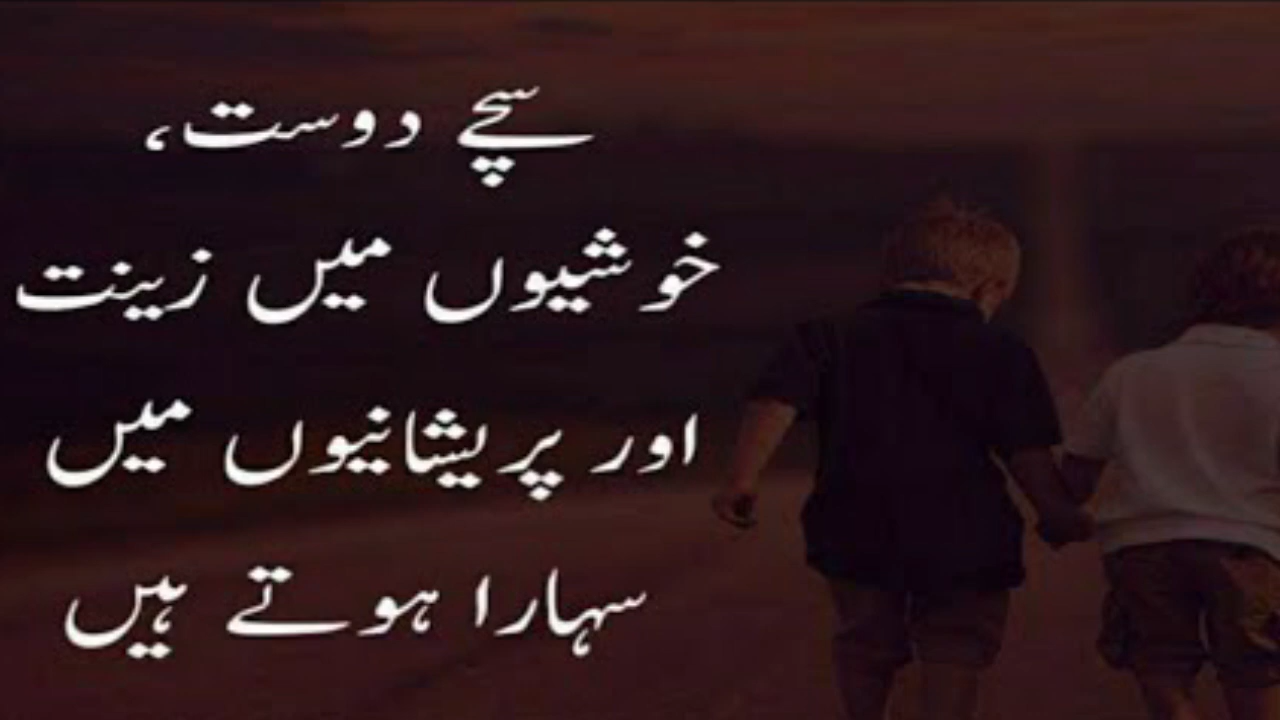 سچے دوست،
خوشیوں میں زینت
اور پریشانیوں میں
سہارا ہوتے ہیں